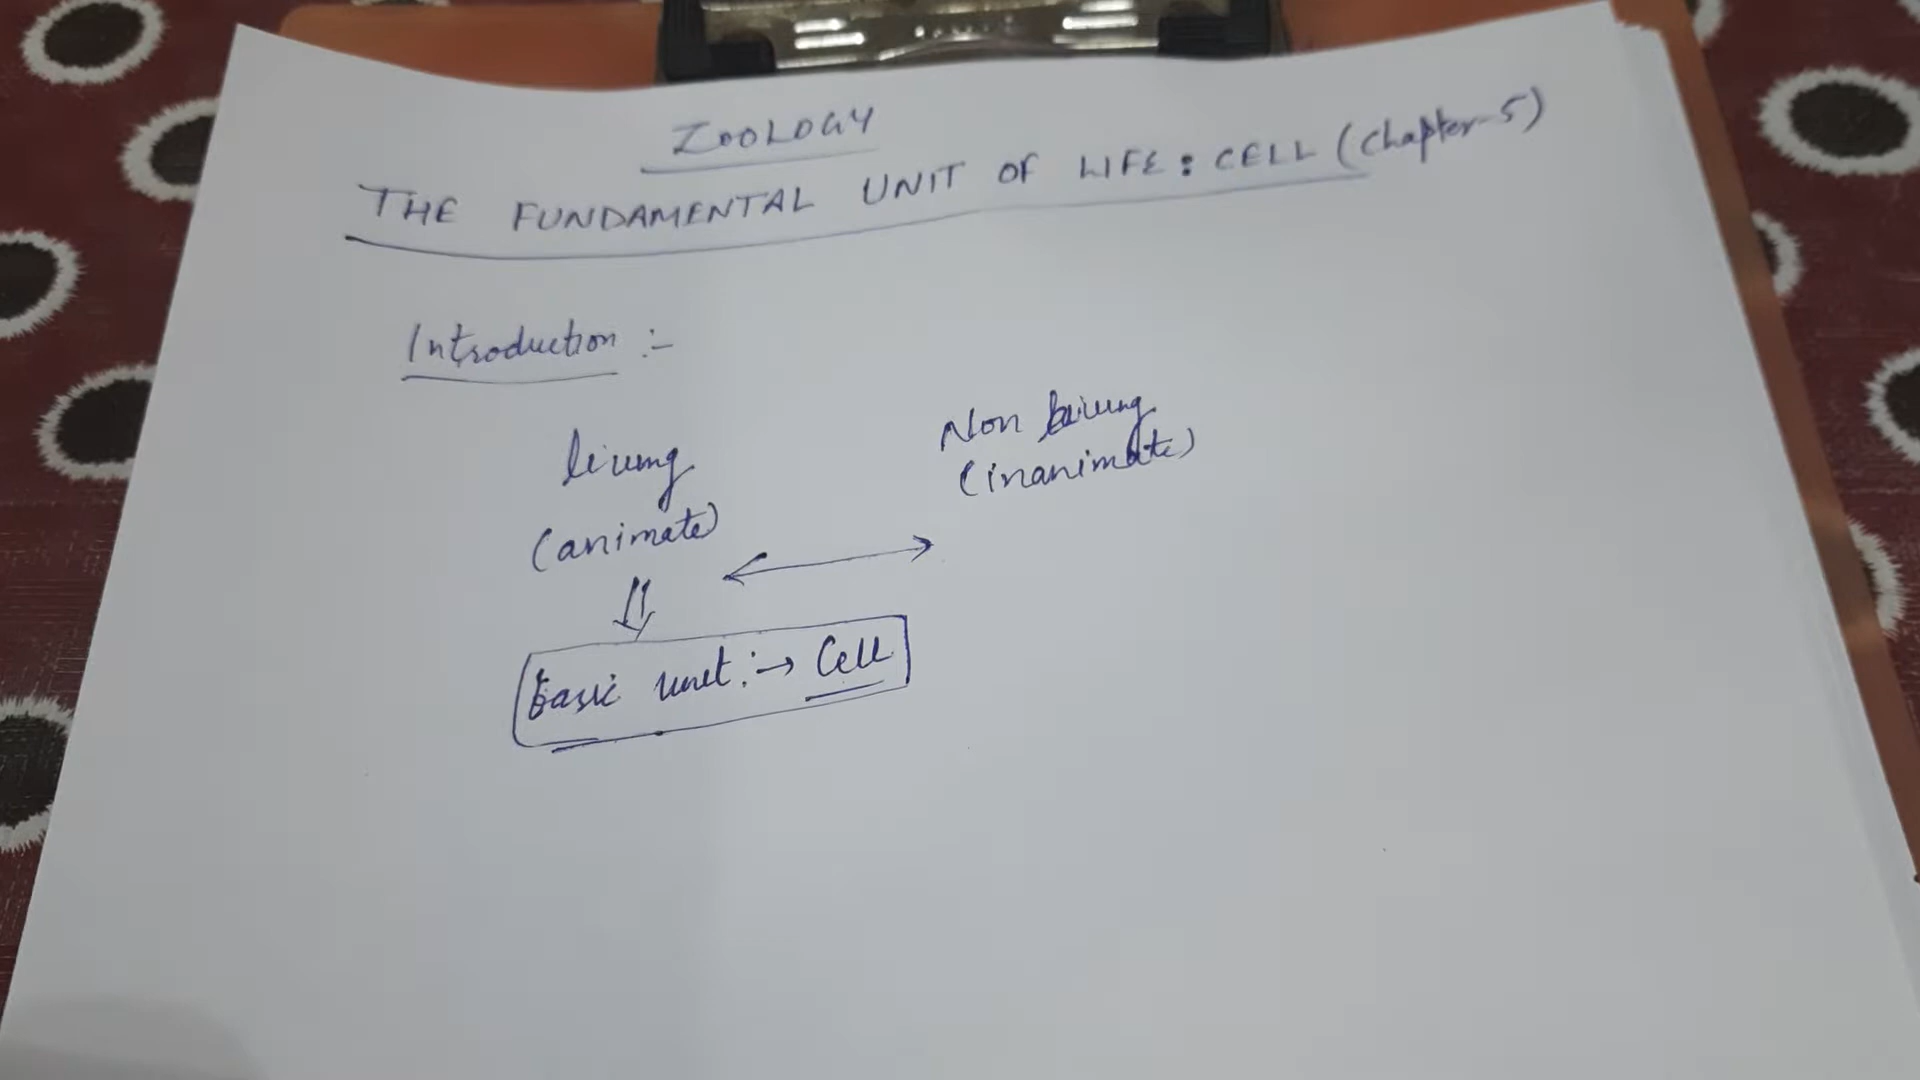 ZOOLOGY
THE FUNDAMENTAL UNIT OF LIFE : CELL (Chapter-5)
Introduction :-
living
(animate)
Non living
(inanimate)
basic unit :→ Cell